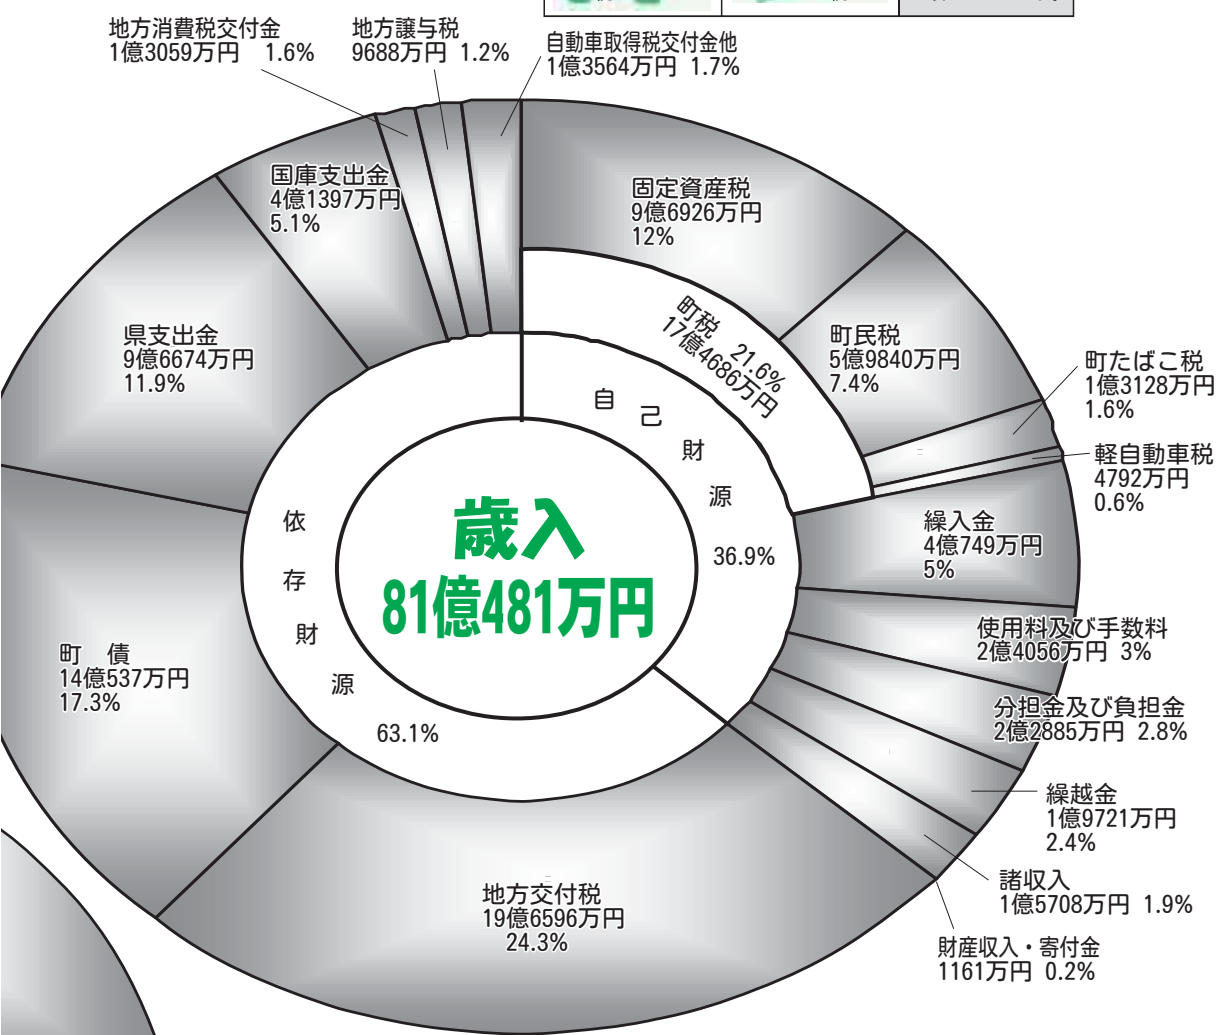 地方消費税交付金
1億3059万円 1.6%
地方譲与税
9688万円 1.2%
自動車取得税交付金他
1億3564万円 1.7%
国庫支出金
4億1397万円
5.1%
固定資産税
9億6926万円
12%
町税 21.6%
17億4686万円
県支出金
9億6674万円
11.9%
町民税
5億9840万円
7.4%
町たばこ税
1億3128万円
1.6%
軽自動車税
4792万円
0.6%
自己財源
36.9%
依存財源
63.1%
歳入
81億481万円
繰入金
4億749万円
5%
使用料及び手数料
2億4056万円 3%
町 債
14億537万円
17.3%
分担金及び負担金
2億2885万円 2.8%
繰越金
1億9721万円
2.4%
諸収入
1億5708万円 1.9%
地方交付税
19億6596万円
24.3%
財産収入・寄付金
1161万円 0.2%